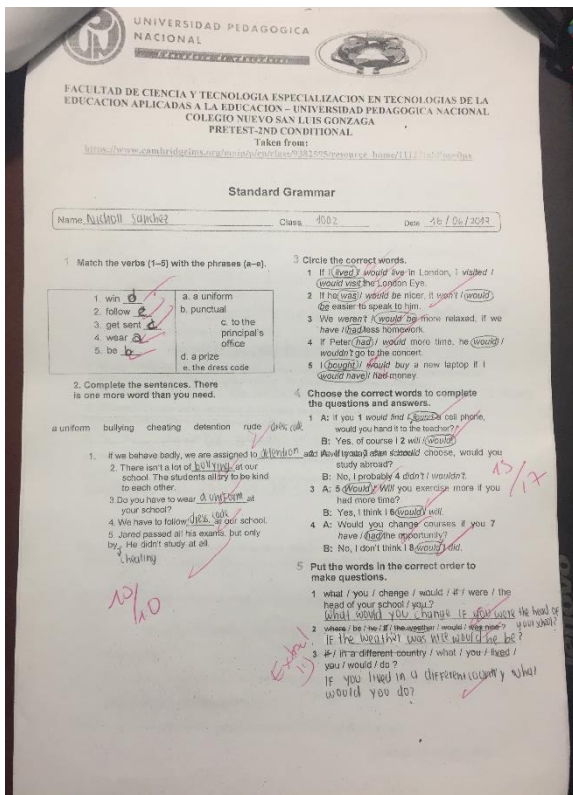 UNIVERSIDAD PEDAGOGICA
NACIONAL
FACULTAD DE CIENCIA Y TECNOLOGIA ESPECIALIZACION EN TECNOLOGIAS DE LA
EDUCACION APLICADAS A LA EDUCACION – UNIVERSIDAD PEDAGOGICA NACIONAL
COLEGIO NUEVO SAN LUIS GONZAGA
PRETEST-2ND CONDITIONAL
Taken from:
Standard Grammar
Name Nicholl Sanchez Class 1002 Date 16/06/2017
1 Match the verbs (1–5) with the phrases (a–e).
1. win d
2. follow e
3. get sent c
4. wear a
5. be b
a. a uniform
b. punctual
c. to the
principal's
office
d. a prize
e. the dress code
2. Complete the sentences. There
is one more word than you need.
a uniform bullying cheating detention rude dress code
1. If we behave badly, we are assigned to detention
2. There isn't a lot of bullying at our
school. The students all try to be kind
to each other.
3 Do you have to wear a uniform at
your school?
4. We have to follow dress code at our school.
5. Jared passed all his exams, but only
by He didn't study at all.
cheating
10/10
3 Circle the correct words.
1 If I lived / would live in London, I visited /
would visit the London Eye.
2 If he was / would be nicer, it won't / would
be easier to speak to him.
3 We weren't / would be more relaxed, if we
have / had less homework.
4 If Peter had / would more time, he would /
wouldn't go to the concert.
5 I bought / would buy a new laptop if I
would have / had money.
4 Choose the correct words to complete
the questions and answers.
1 A: If you 1 would find / found a cell phone,
would you hand it to the teacher?
B: Yes, of course I 2 will / would
choose, would you
study abroad?
B: No, I probably 4 didn't / wouldn't.
3 A: 5 Would / Will you exercise more if you
had more time?
B: Yes, I think I 6 would / will.
4 A: Would you change courses if you 7
have / had the opportunity?
B: No, I don't think I 8 would / did.
15/17
5 Put the words in the correct order to
make questions.
1 what / you / change / would / if / were / the
head of your school / you ?
What would you change IF you were the head of
your school?
2 where / be / he / if / the weather / would / was nice ?
IF the weather was nice would he be?
3 if / in a different country / what / you / lived /
you / would / do ?
IF you lived in a different country what
would you do?
Extra!